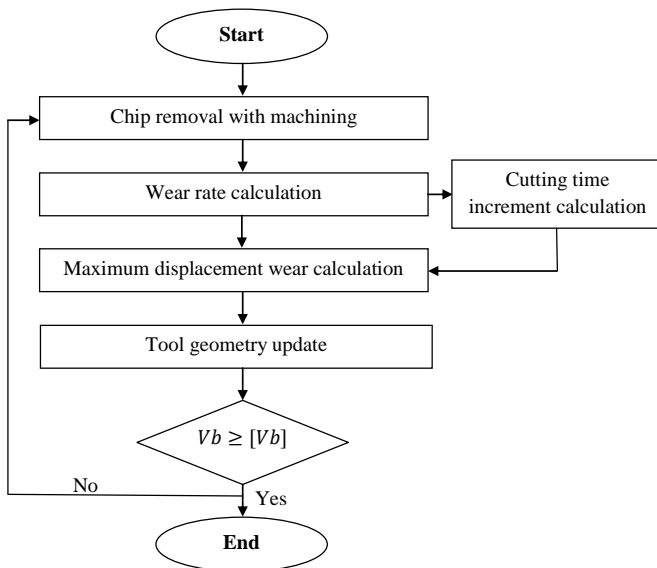 Start
Chip removal with machining
Wear rate calculation
Cutting time
increment calculation
Maximum displacement wear calculation
Tool geometry update
Vb ≥ [Vb]
No
Yes
End